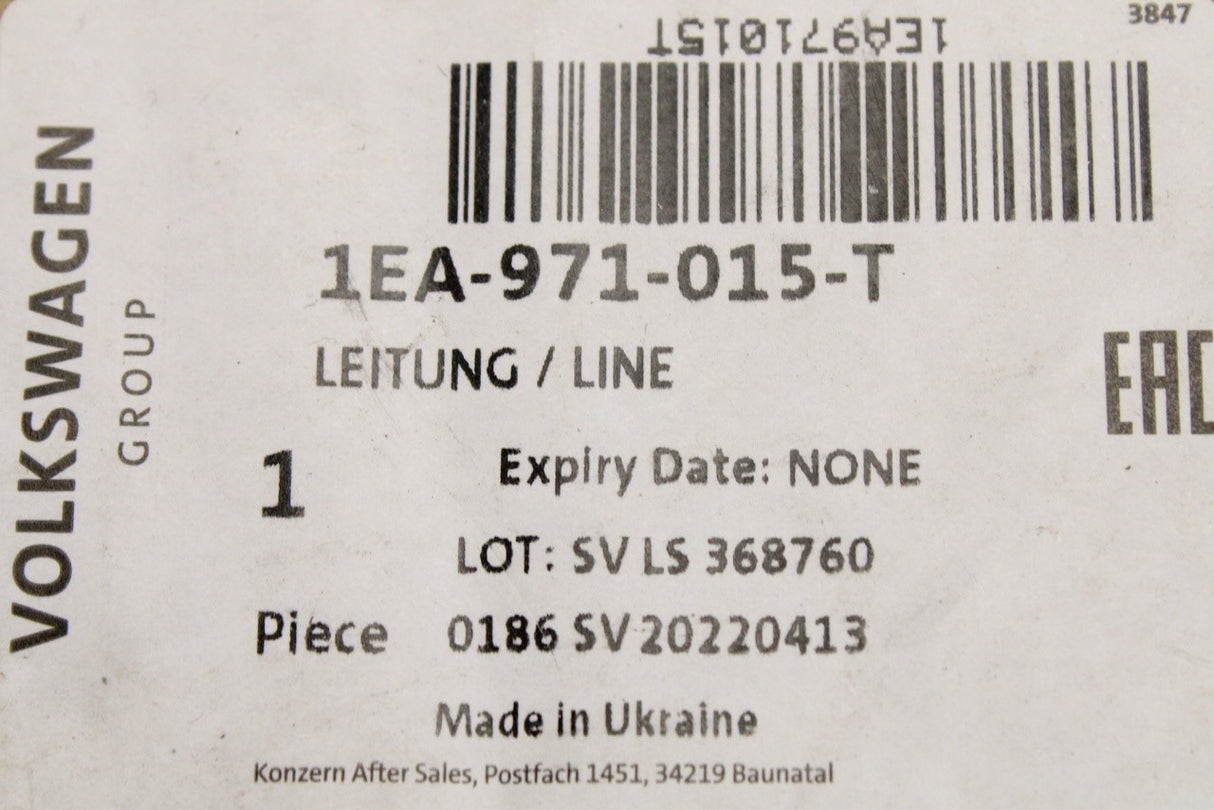 3847
1EA971015T
1EA-971-015-T
LEITUNG / LINE
EAC
1
Expiry Date: NONE
LOT: SV LS 368760
Piece 0186 SV 20220413
Made in Ukraine
Konzern After Sales, Postfach 1451, 34219 Baunatal
VOLKSWAGEN
GROUP